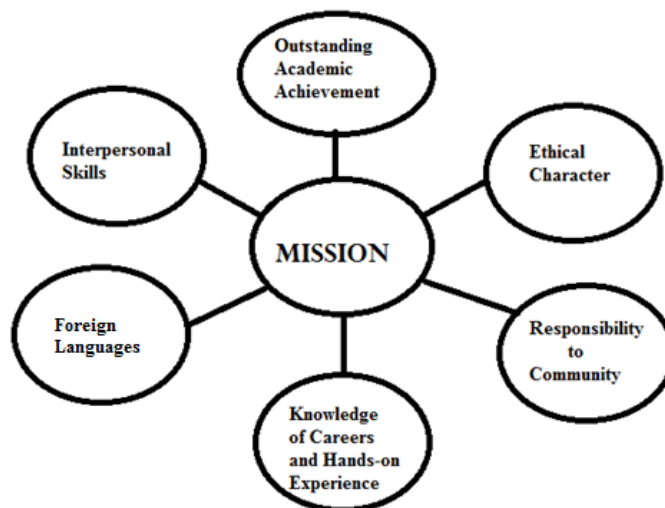 Outstanding
Academic
Achievement
Interpersonal
Skills
Ethical
Character
MISSION
Foreign
Languages
Responsibility
to
Community
Knowledge
of Careers
and Hands-on
Experience